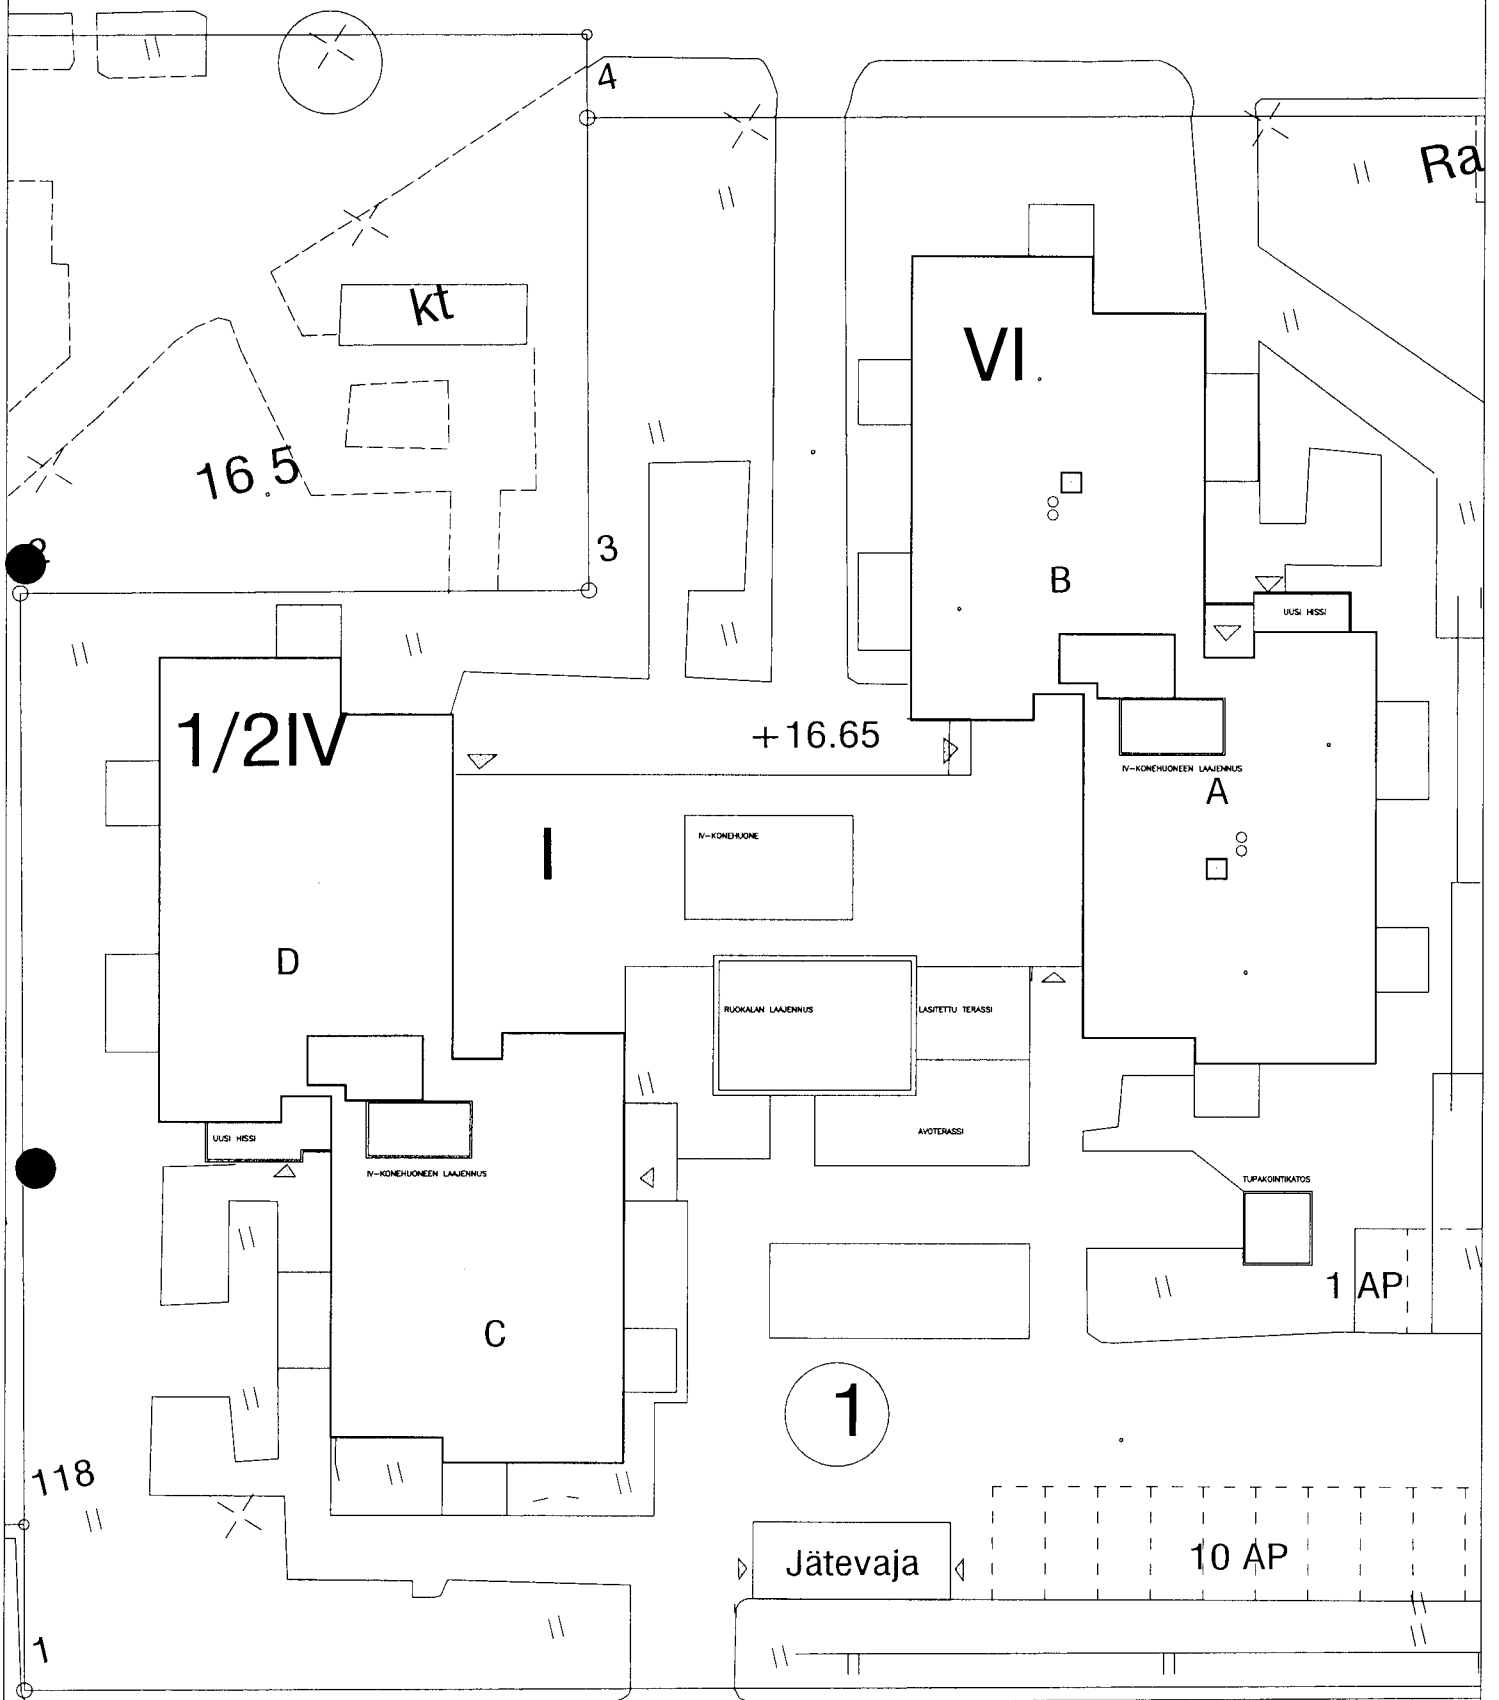 4
Ra
kt
VI
16.5
3
B
UUSI HISSI
1/2IV
+16.65
IV-KONEHUONEEN LAAJENNUS
A
IV-KONEHUONE
I
D
RUOKALAN LAAJENNUS
LASITETTU TERASSI
AVOTERASSI
UUSI HISSI
IV-KONEHUONEEN LAAJENNUS
TUPAKOINTIKATOS
1 AP
C
1
118
Jätevaja
10 AP
1